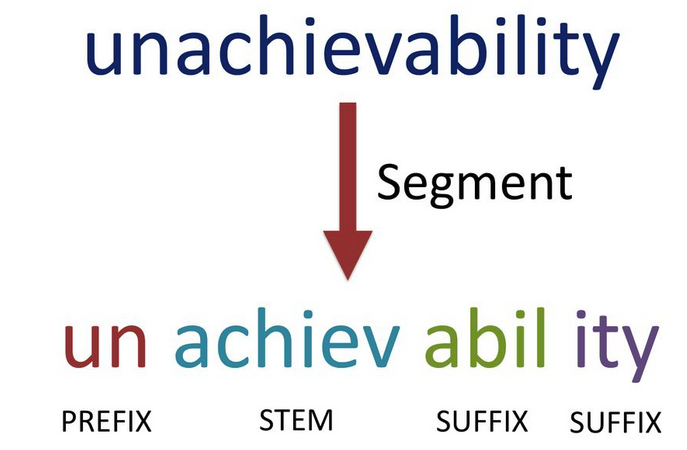 unachievability
Segment
un achiev abil ity
PREFIX STEM SUFFIX SUFFIX